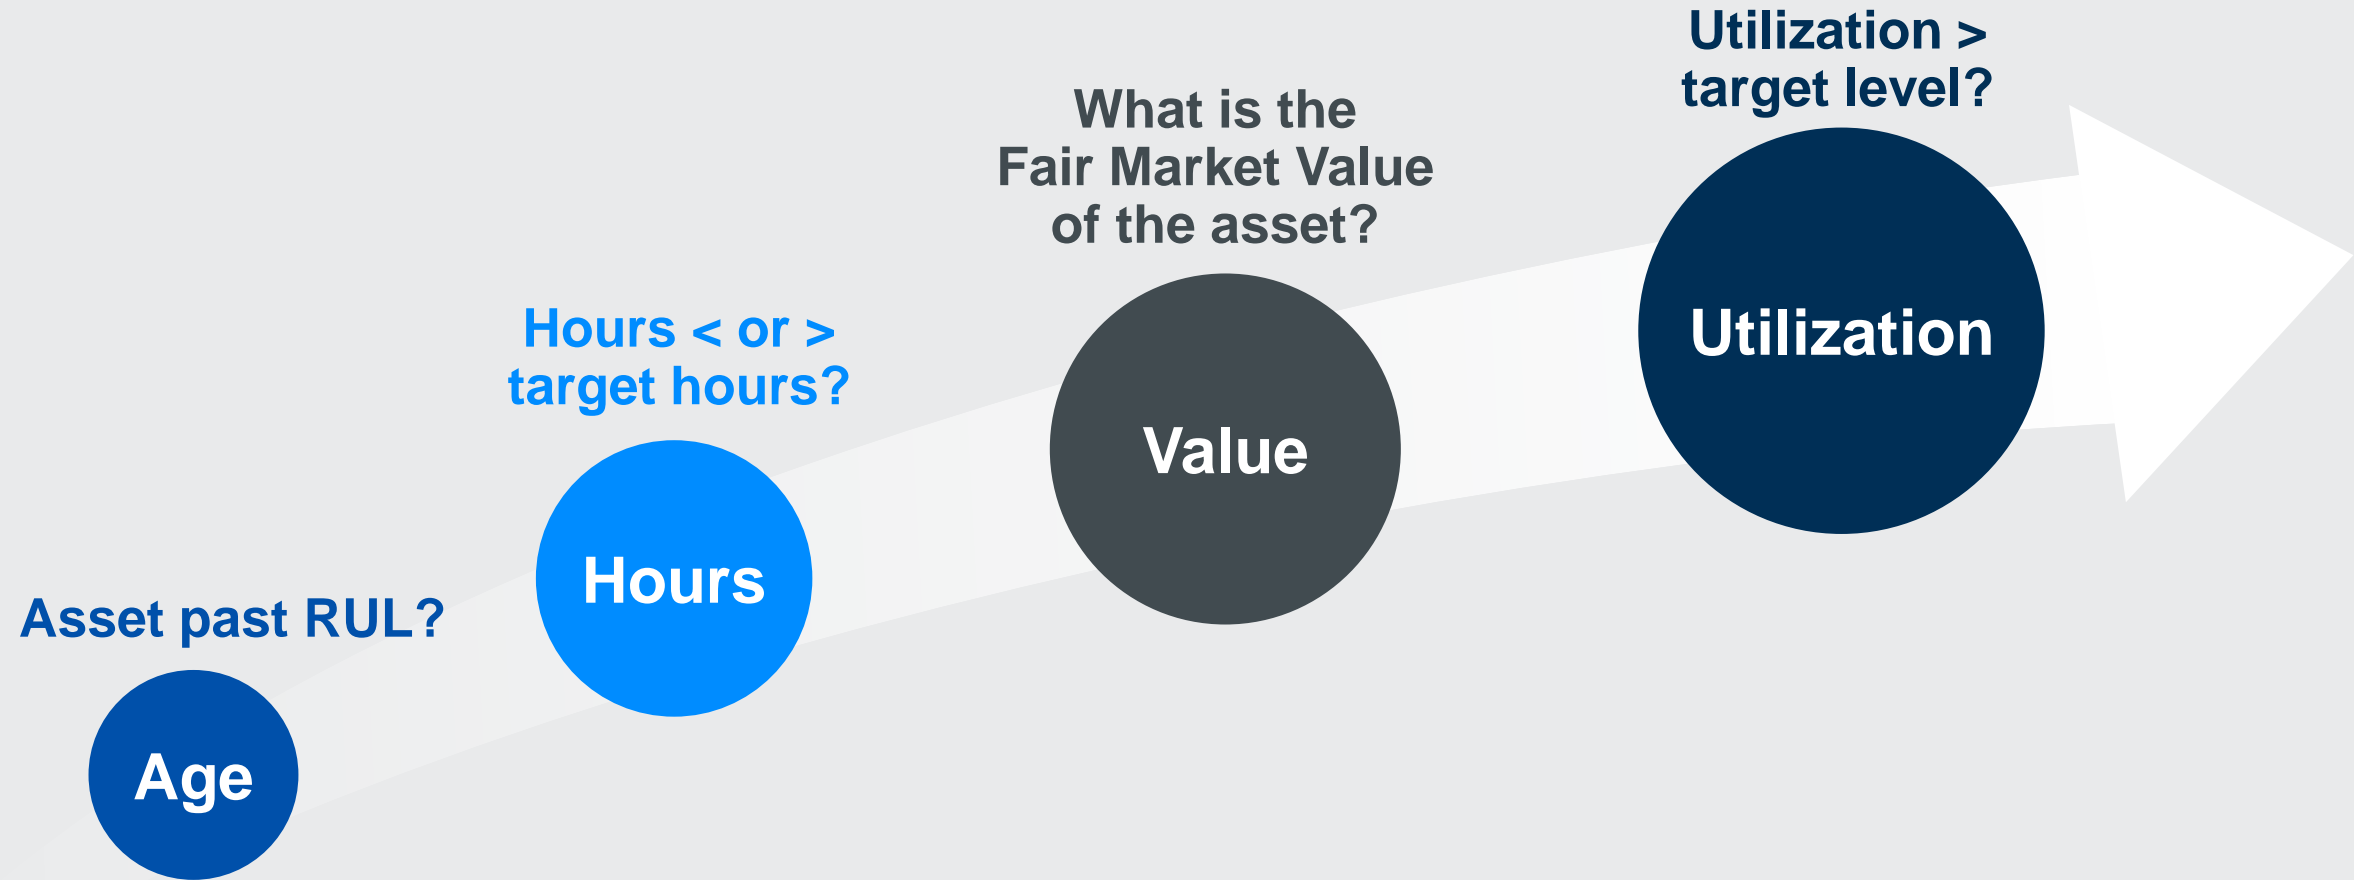 Asset past RUL?
Age
Hours < or >
target hours?
Hours
What is the
Fair Market Value
of the asset?
Value
Utilization >
target level?
Utilization